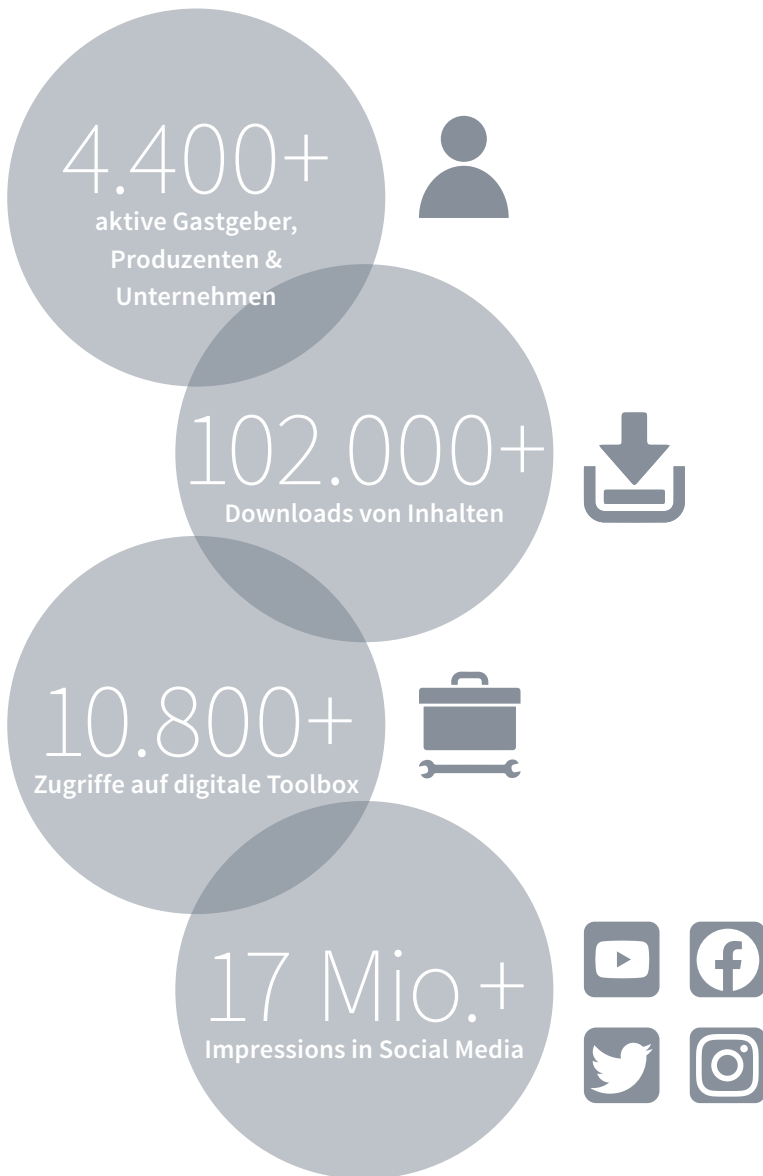 4.400+
aktive Gastgeber,
Produzenten &
Unternehmen
102.000+
Downloads von Inhalten
10.800+
Zugriffe auf digitale Toolbox
17 Mio.+
Impressions in Social Media